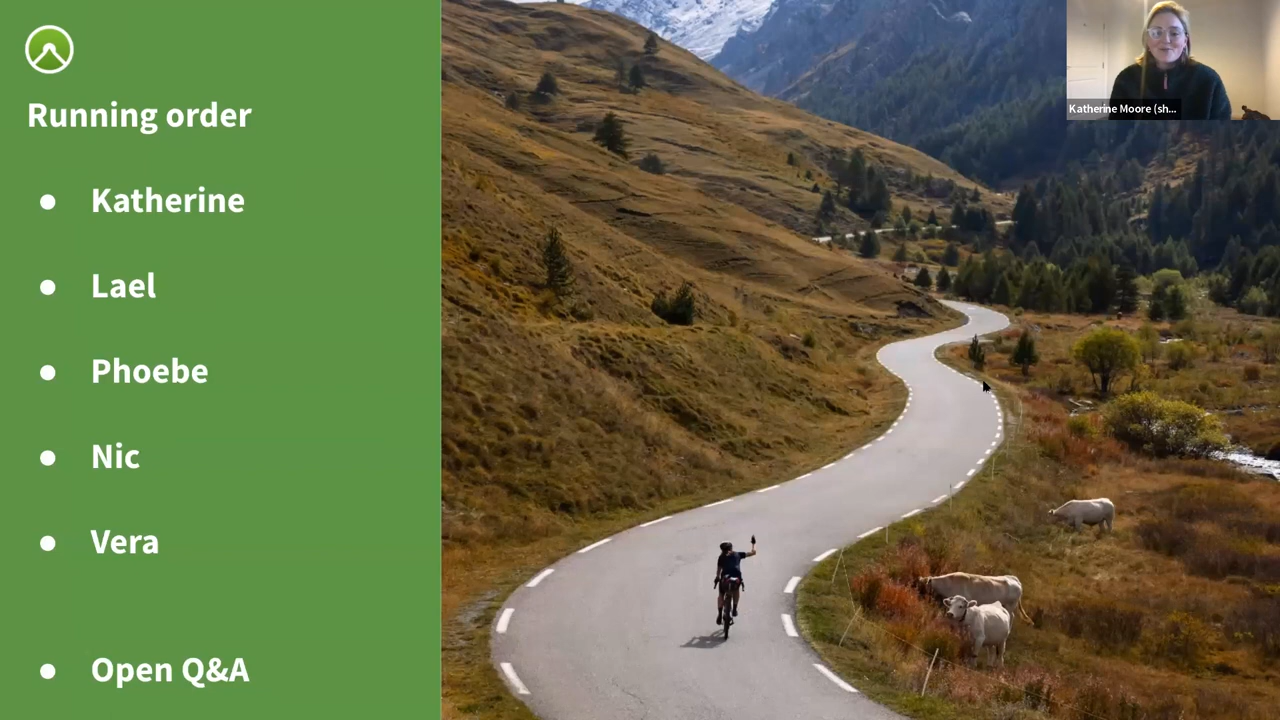 Running order
● Katherine
● Lael
● Phoebe
● Nic
● Vera
● Open Q&A
Katherine Moore (sh...